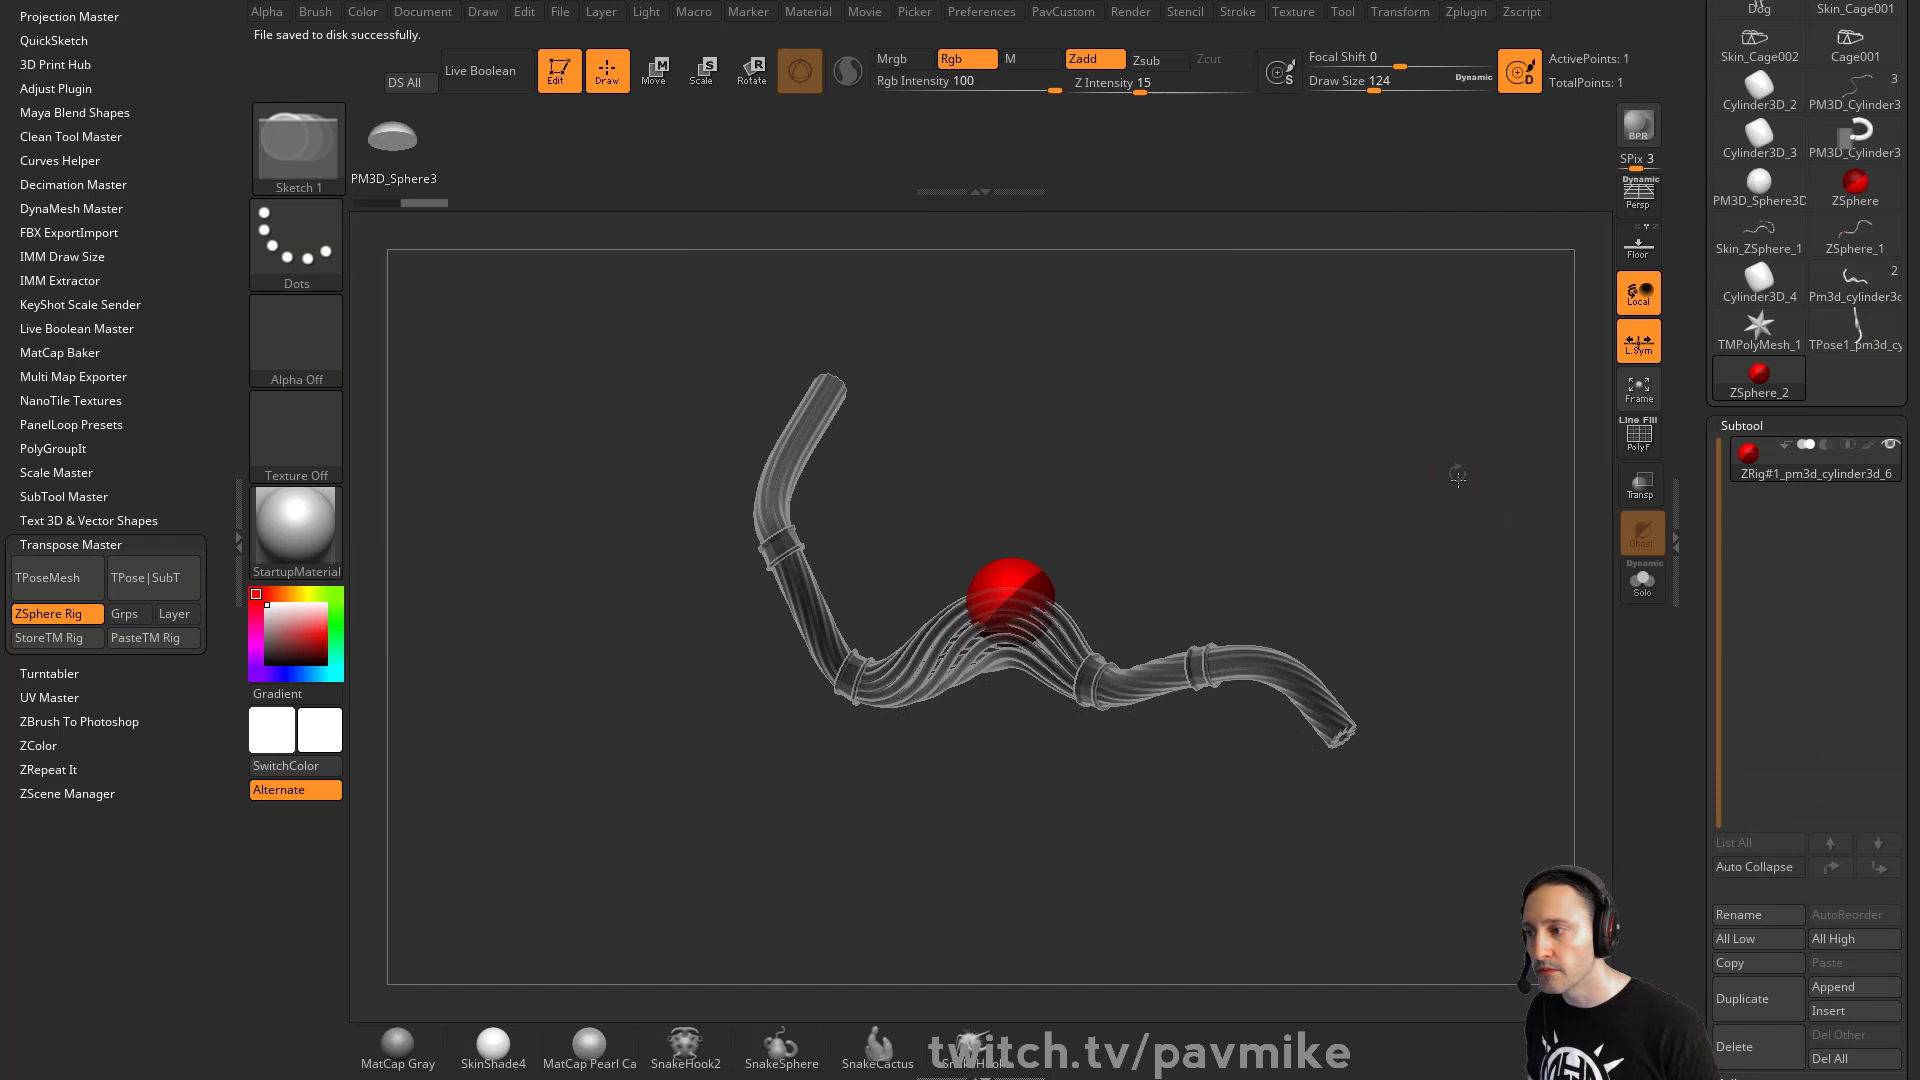 Projection Master
QuickSketch
3D Print Hub
Adjust Plugin
Maya Blend Shapes
Clean Tool Master
Curves Helper
Decimation Master
DynaMesh Master
FBX ExportImport
IMM Draw Size
IMM Extractor
KeyShot Scale Sender
Live Boolean Master
MatCap Baker
Multi Map Exporter
NanoTile Textures
PanelLoop Presets
PolyGroupIt
Scale Master
SubTool Master
Text 3D & Vector Shapes
Transpose Master
TPoseMesh TPose|SubT
ZSphere Rig Grps Layer
StoreTM Rig PasteTM Rig
Turntabler
UV Master
ZBrush To Photoshop
ZColor
ZRepeat It
ZScene Manager
Alpha Brush Color Document Draw Edit File Layer Light Macro Marker Material Movie Picker Preferences PavCustom Render Stencil Stroke Texture Tool Transform Zplugin Zscript
File saved to disk successfully.
DS All
Live Boolean
Edit
Draw
Move
Scale
Rotate
Mrgb Rgb M
Rgb Intensity 100
Zadd Zsub Zcut
Z Intensity 15
S
Focal Shift 0
Draw Size 124
Dynamic
D
ActivePoints: 1
TotalPoints: 1
Sketch 1
PM3D_Sphere3
Dots
Alpha Off
Texture Off
StartupMaterial
Gradient
SwitchColor
Alternate
BPR
SPix 3
Dynamic
Persp
Floor
Local
L.Sym
Frame
Line Fill
PolyF
Transp
Ghost
Dynamic
Solo
Dog Skin_Cage001
Skin_Cage002 Cage001
3
Cylinder3D_2 PM3D_Cylinder3
Cylinder3D_3 PM3D_Cylinder3
PM3D_Sphere3D ZSphere
Skin_ZSphere_1 ZSphere_1
2
Cylinder3D_4 Pm3d_cylinder3d
TMPolyMesh_1 TPose1_pm3d_cy
ZSphere_2
Subtool
ZRig#1_pm3d_cylinder3d_6
List All
Auto Collapse
Rename AutoReorder
All Low All High
Copy Paste
Duplicate Append
Insert
Delete Del Other
Del All
MatCap Gray SkinShade4 MatCap Pearl Ca SnakeHook2 SnakeSphere SnakeCactus
twitch.tv/pavmike